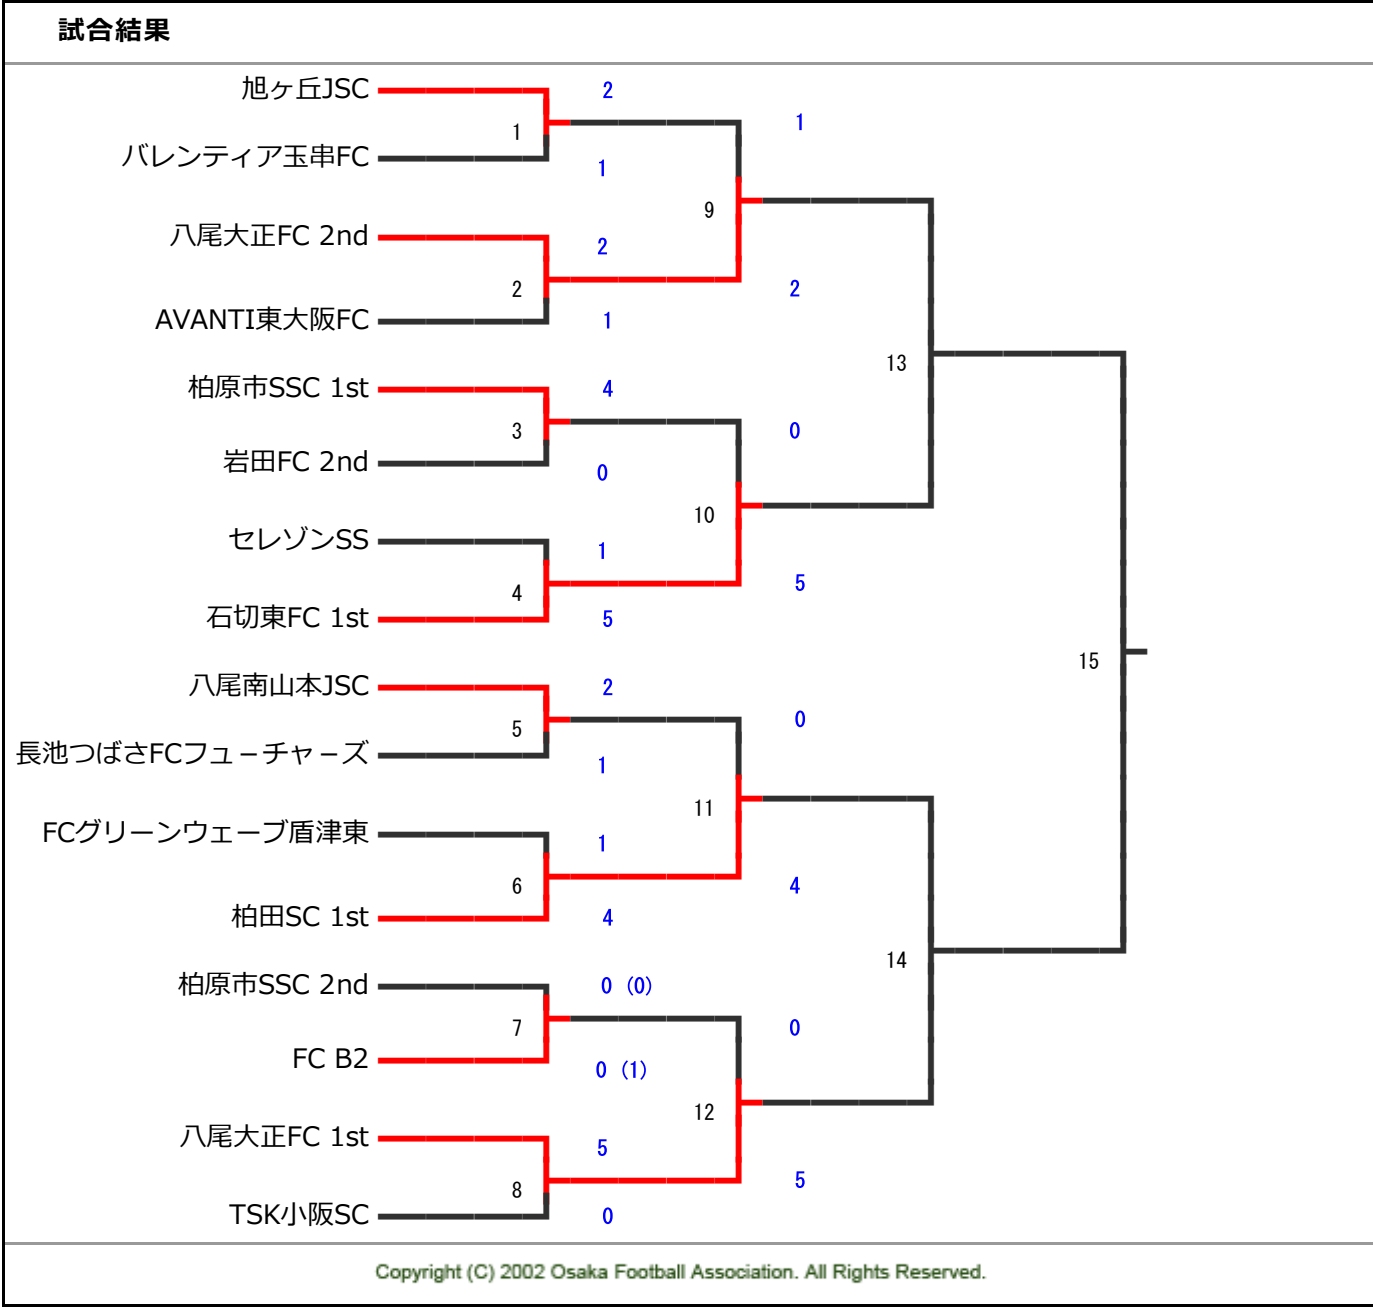 試合結果
旭ヶ丘JSC
2
1
1
バレンティア玉串FC
1
9
八尾大正FC 2nd
2
2
2
AVANTI東大阪FC
1
13
柏原市SSC 1st
4
3
0
岩田FC 2nd
0
10
セレゾンSS
1
4
5
石切東FC 1st
5
15
八尾南山本JSC
2
5
0
長池つばさFCフューチャーズ
1
11
FCグリーンウェーブ盾津東
1
6
4
柏田SC 1st
4
14
柏原市SSC 2nd
0 (0)
7
0
FC B2
0 (1)
12
八尾大正FC 1st
5
8
5
TSK小阪SC
0
Copyright (C) 2002 Osaka Football Association. All Rights Reserved.